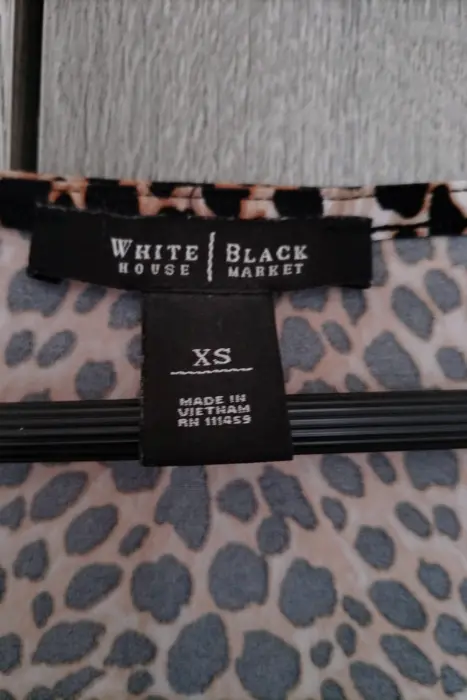 WHITE | BLACK
HOUSE MARKET
XS
MADE IN
VIETNAM
RN 111459